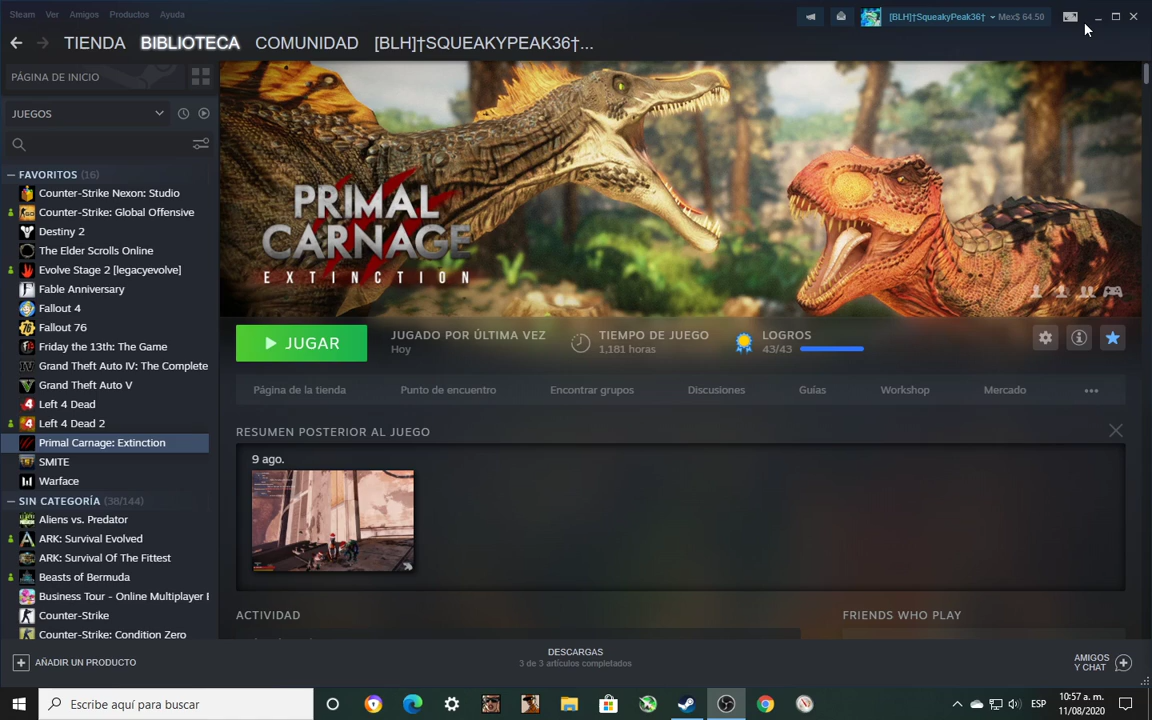 Steam Ver Amigos Productos Ayuda
[BLH]†SqueakyPeak36† Mex$ 64.50
TIENDA BIBLIOTECA COMUNIDAD [BLH]†SQUEAKYPEAK36†...
PÁGINA DE INICIO
JUEGOS
— FAVORITOS (16)
Counter-Strike Nexon: Studio
Counter-Strike: Global Offensive
Destiny 2
The Elder Scrolls Online
Evolve Stage 2 [legacyevolve]
Fable Anniversary
Fallout 4
Fallout 76
Friday the 13th: The Game
Grand Theft Auto IV: The Complete
Grand Theft Auto V
Left 4 Dead
Left 4 Dead 2
Primal Carnage: Extinction
SMITE
Warface
— SIN CATEGORÍA (38/144)
Aliens vs. Predator
ARK: Survival Evolved
ARK: Survival Of The Fittest
Beasts of Bermuda
Business Tour - Online Multiplayer
Counter-Strike
Counter-Strike: Condition Zero
AÑADIR UN PRODUCTO
PRIMAL
CARNAGE
EXTINCTION
JUGAR
JUGADO POR ÚLTIMA VEZ
Hoy
TIEMPO DE JUEGO
1,181 horas
LOGROS
43/43
Página de la tienda Punto de encuentro Encontrar grupos Discusiones Guías Workshop Mercado •••
RESUMEN POSTERIOR AL JUEGO
9 ago.
ACTIVIDAD
FRIENDS WHO PLAY
DESCARGAS
3 de 3 artículos completados
AMIGOS
Y CHAT
Escribe aquí para buscar
ESP
10:57 a. m.
11/08/2020